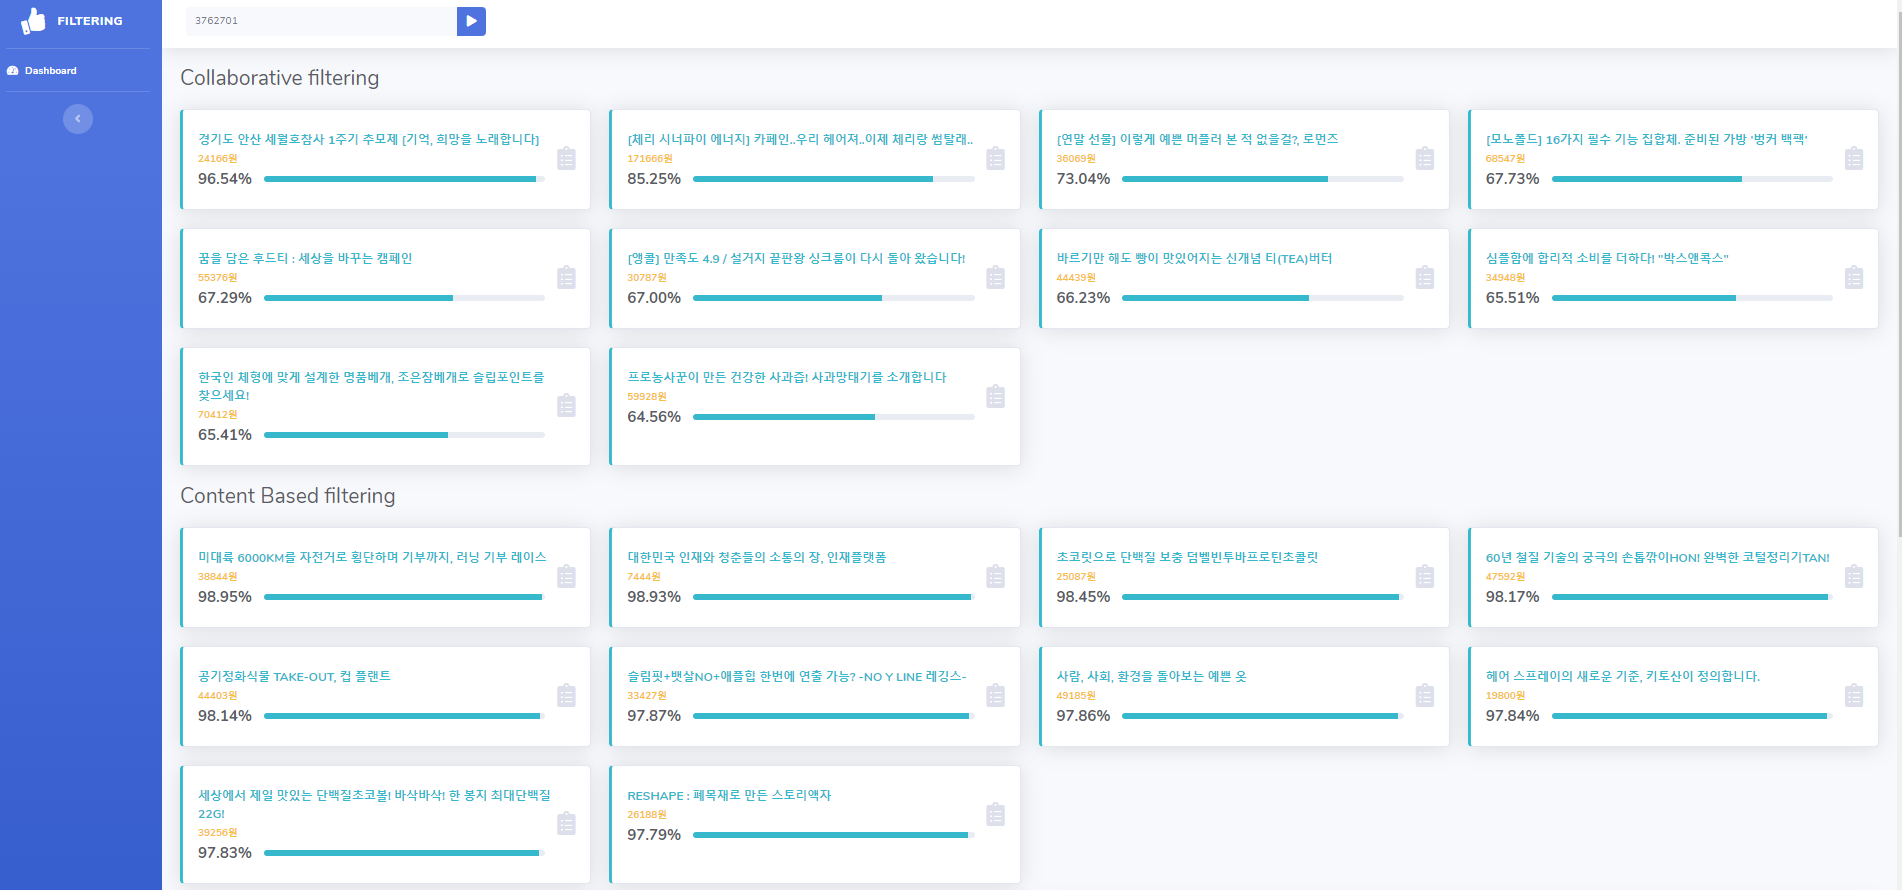 FILTERING
3762701
Dashboard
Collaborative filtering
경기도 안산 세월호참사 1주기 추모제 [기억, 희망을 노래합니다]
24166원
96.54%
[체리 시너파이 에너지] 카페인..우리 헤어져..이제 체리랑 썸탈래..
171666원
85.25%
[연말 선물] 이렇게 예쁜 머플러 본 적 없을걸?, 로먼즈
36069원
73.04%
[모노폴드] 16가지 필수 기능 집합체. 준비된 가방 '벙커 백팩'
68547원
67.73%
꿈을 담은 후드티 : 세상을 바꾸는 캠페인
55376원
67.29%
[앵콜] 만족도 4.9 / 설거지 끝판왕 싱크롬이 다시 돌아 왔습니다!
30787원
67.00%
바르기만 해도 빵이 맛있어지는 신개념 티(TEA)버터
44439원
66.23%
심플함에 합리적 소비를 더하다! "박스앤콕스"
34948원
65.51%
한국인 체형에 맞게 설계한 명품베개, 조은잠베개로 슬립포인트를
찾으세요!
70412원
65.41%
프로농사꾼이 만든 건강한 사과즙! 사과망태기를 소개합니다
59928원
64.56%
Content Based filtering
미대륙 6000KM를 자전거로 횡단하며 기부까지, 러닝 기부 레이스
38844원
98.95%
대한민국 인재와 청춘들의 소통의 장, 인재플랫폼
7444원
98.93%
초코릿으로 단백질 보충 덤벨빈투바프로틴초콜릿
25087원
98.45%
60년 철질 기술의 궁극의 손톱깎이HON! 완벽한 코털정리기TAN!
47592원
98.17%
공기정화식물 TAKE-OUT, 컵 플랜트
44403원
98.14%
슬림핏+뱃살NO+애플힙 한번에 연출 가능? -NO Y LINE 레깅스-
33427원
97.87%
사람, 사회, 환경을 돌아보는 예쁜 옷
49185원
97.86%
헤어 스프레이의 새로운 기준, 키토산이 정의합니다.
19800원
97.84%
세상에서 제일 맛있는 단백질초코볼! 바삭바삭! 한 봉지 최대단백질
22G!
39256원
97.83%
RESHAPE : 폐목재로 만든 스토리액자
26188원
97.79%